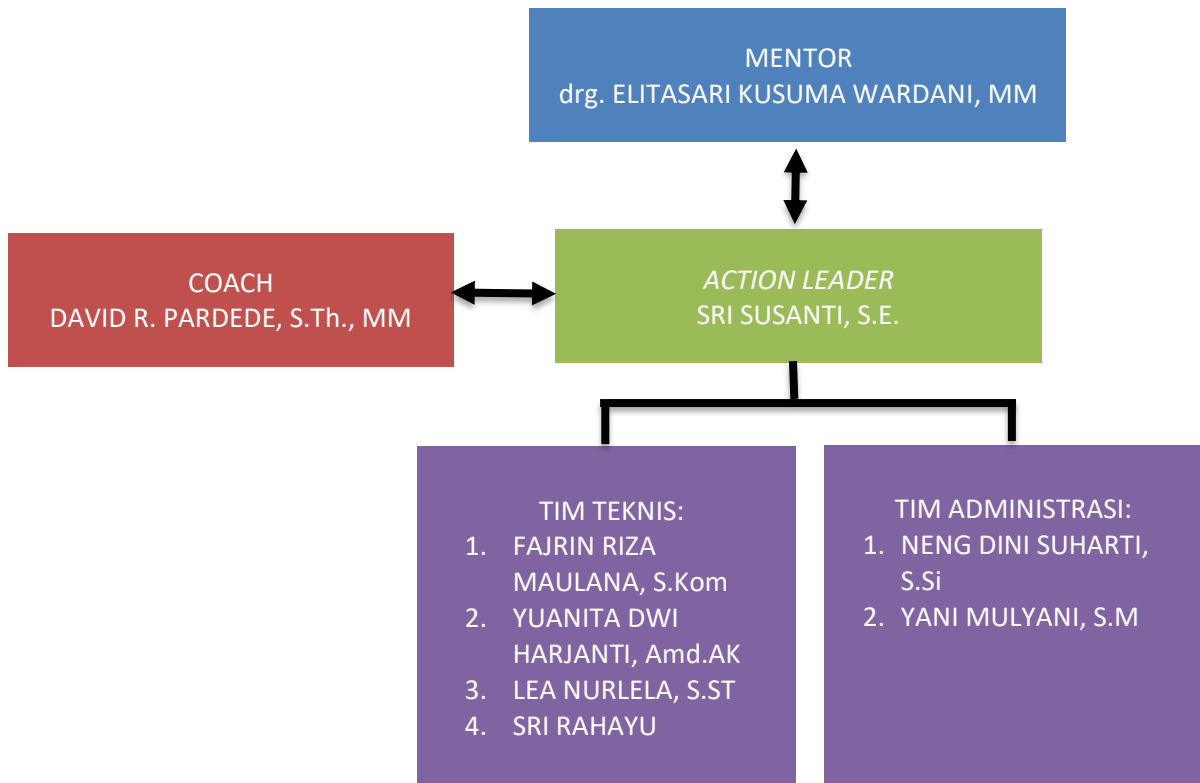 MENTOR
drg. ELITASARI KUSUMA WARDANI, MM
COACH
DAVID R. PARDEDE, S.Th., MM
ACTION LEADER
SRI SUSANTI, S.E.
TIM TEKNIS:
1. FAJRIN RIZA
MAULANA, S.Kom
2. YUANITA DWI
HARJANTI, Amd.AK
3. LEA NURLELA, S.ST
4. SRI RAHAYU
TIM ADMINISTRASI:
1. NENG DINI SUHARTI,
S.Si
2. YANI MULYANI, S.M